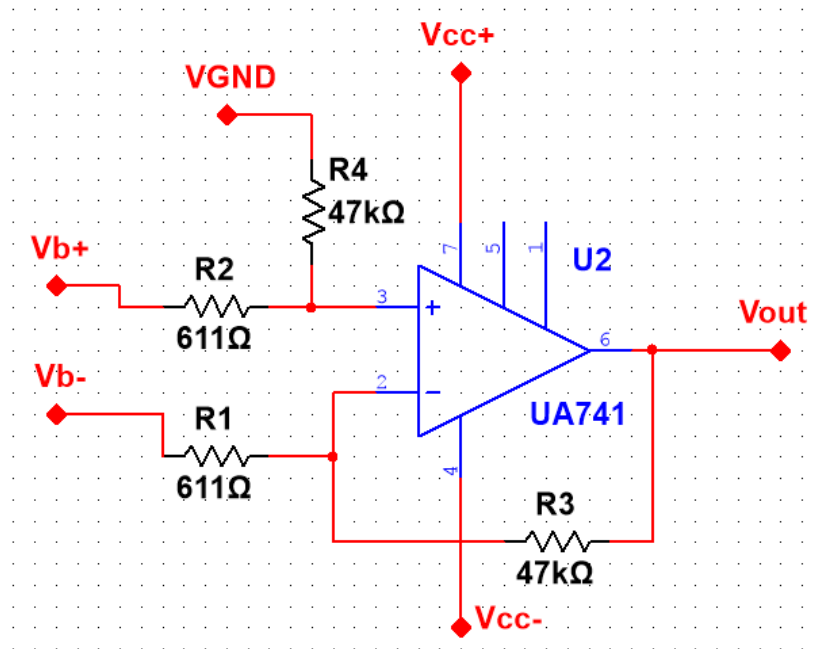 Vcc+
VGND
R4
47kΩ
Vb+
R2
611Ω
7
5
1
U2
3
+
Vout
6
Vb-
2
−
R1
611Ω
UA741
4
R3
47kΩ
Vcc-